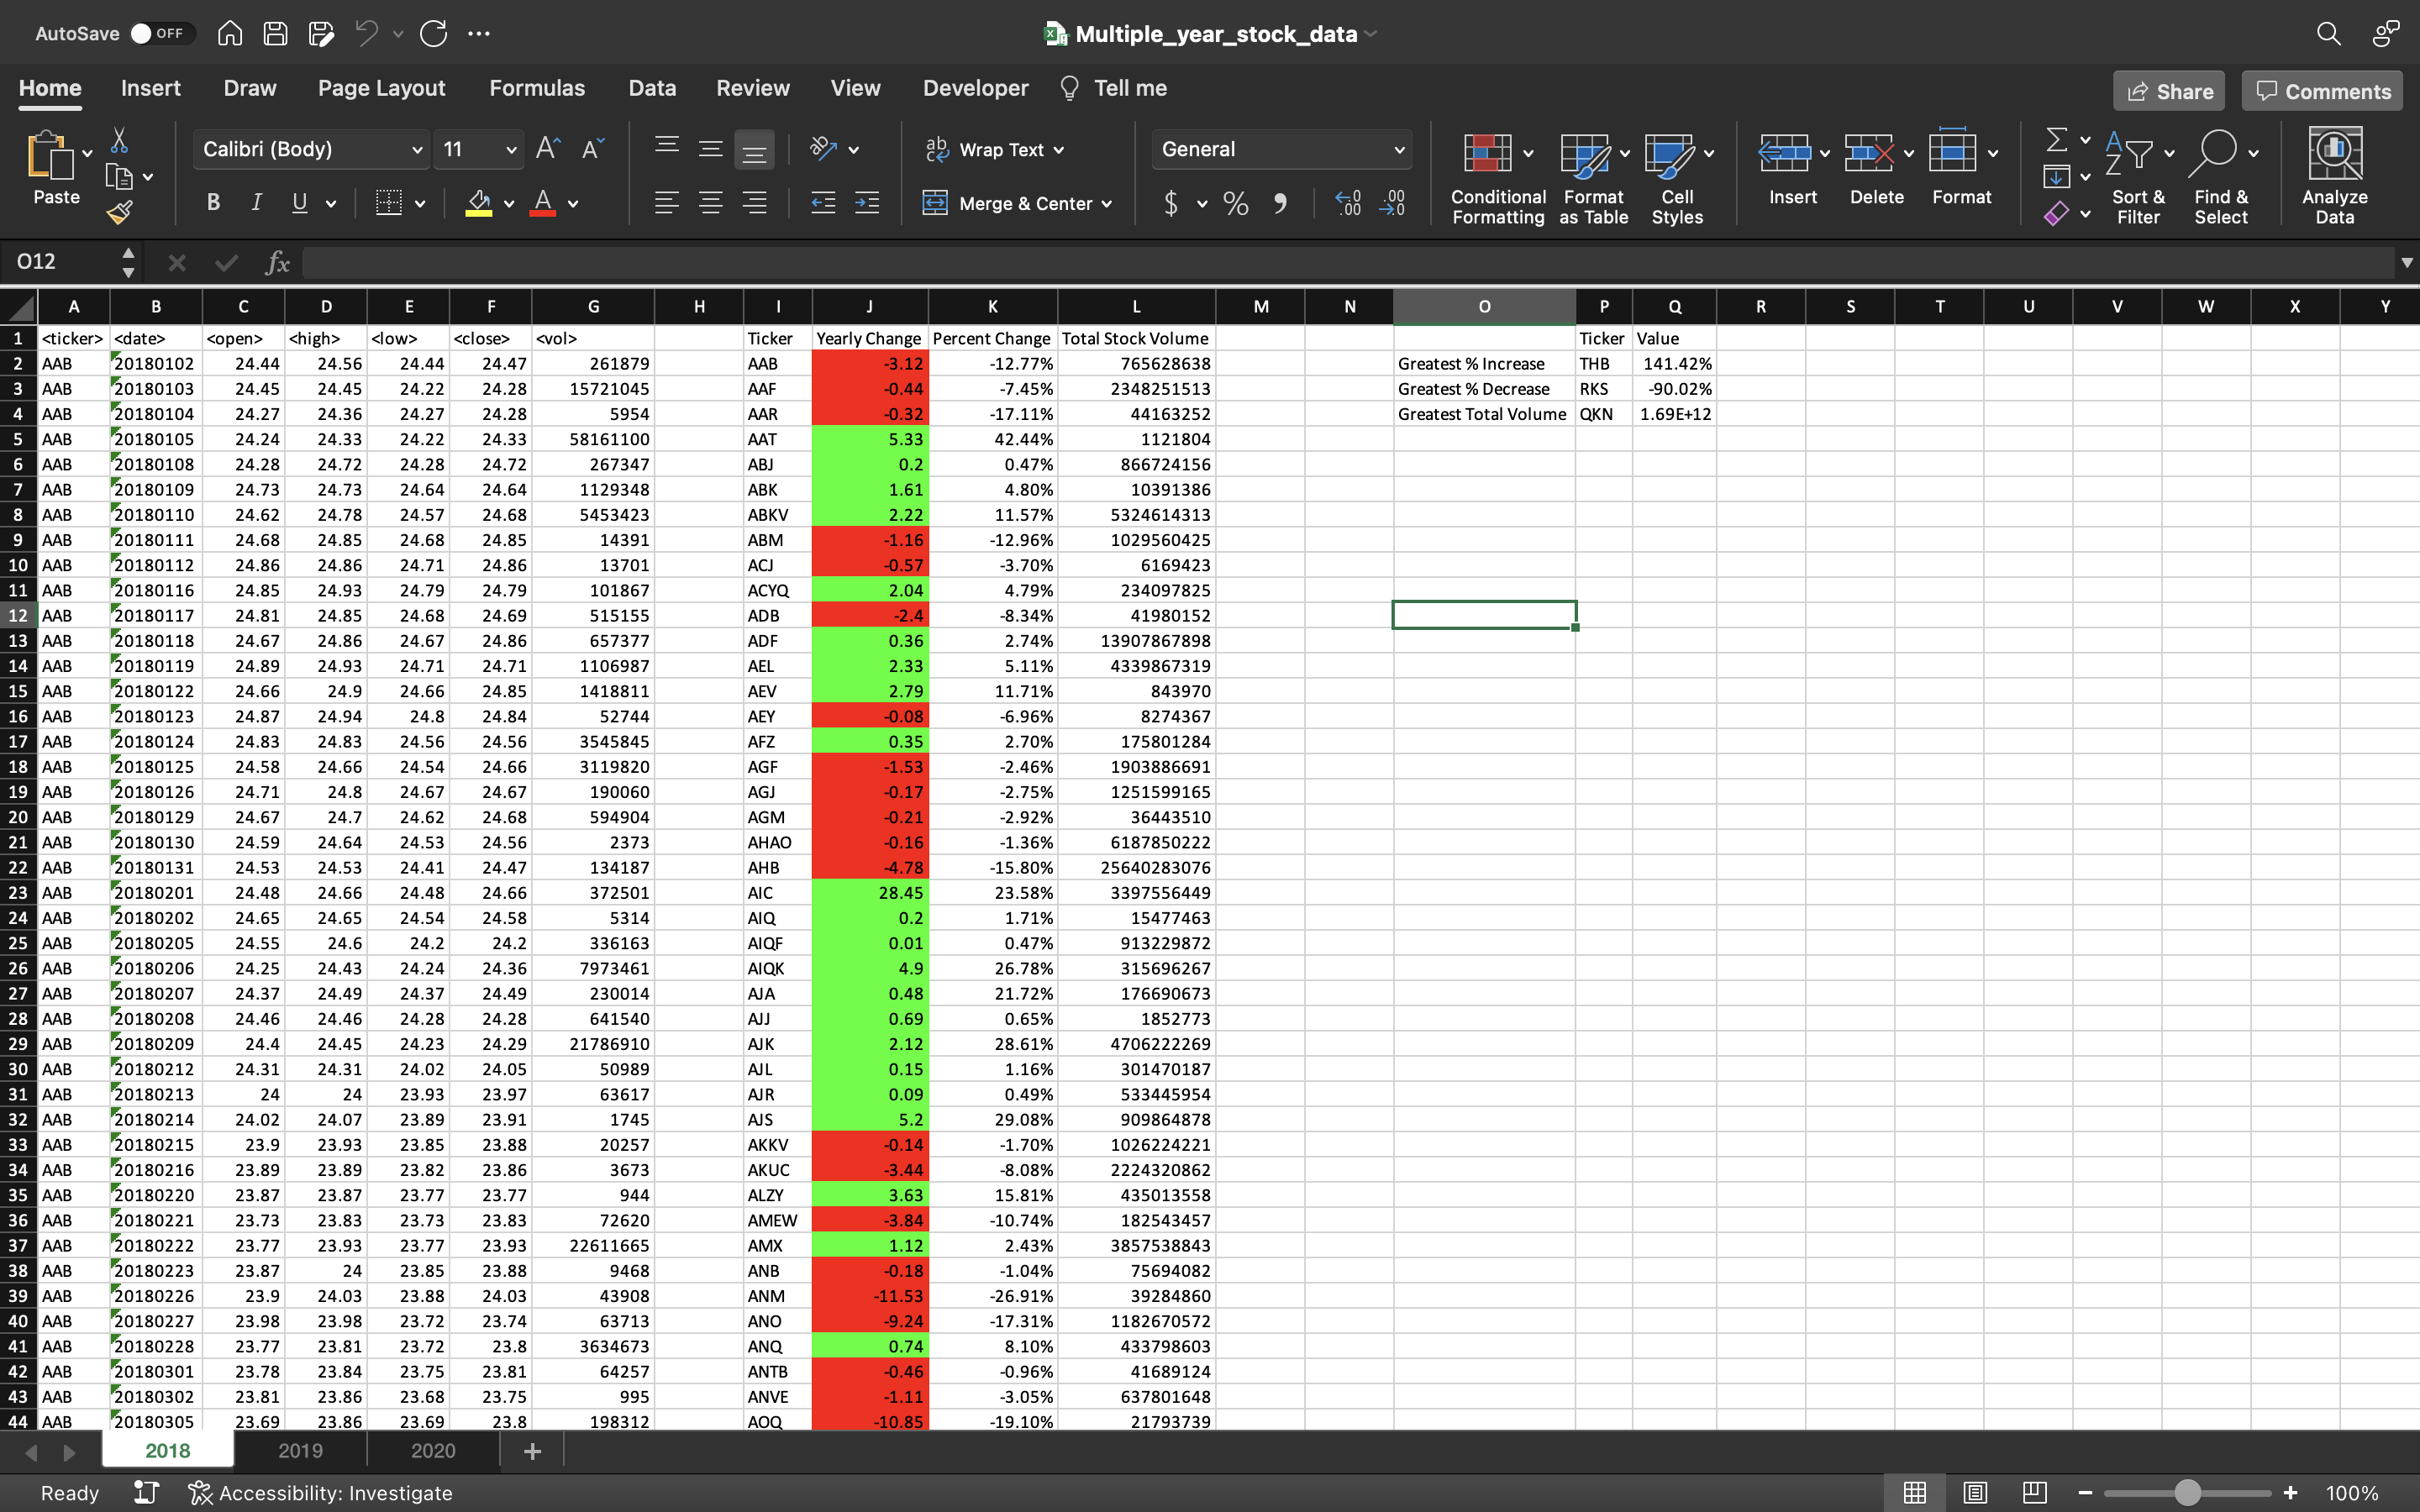 AutoSave OFF Multiple_year_stock_data
Home Insert Draw Page Layout Formulas Data Review View Developer Tell me Share Comments
Paste Calibri (Body) 11 Wrap Text General Conditional Formatting Format as Table Cell Styles Insert Delete Format Sort & Filter Find & Select Analyze Data
B I U Merge & Center $ % 
O12 fx
A B C D E F G H I J K L M N O P Q R S T U V W X Y
1 <ticker> <date> <open> <high> <low> <close> <vol> Ticker Yearly Change Percent Change Total Stock Volume Ticker Value
2 AAB 20180102 24.44 24.56 24.44 24.47 261879 AAB -3.12 -12.77% 765628638 Greatest % Increase THB 141.42%
3 AAB 20180103 24.45 24.45 24.22 24.28 15721045 AAF -0.44 -7.45% 2348251513 Greatest % Decrease RKS -90.02%
4 AAB 20180104 24.27 24.36 24.27 24.28 5954 AAR -0.32 -17.11% 44163252 Greatest Total Volume QKN 1.69E+12
5 AAB 20180105 24.24 24.33 24.22 24.33 58161100 AAT 5.33 42.44% 1121804
6 AAB 20180108 24.28 24.72 24.28 24.72 267347 ABJ 0.2 0.47% 866724156
7 AAB 20180109 24.73 24.73 24.64 24.64 1129348 ABK 1.61 4.80% 10391386
8 AAB 20180110 24.62 24.78 24.57 24.68 5453423 ABKV 2.22 11.57% 5324614313
9 AAB 20180111 24.68 24.85 24.68 24.85 14391 ABM -1.16 -12.96% 1029560425
10 AAB 20180112 24.86 24.86 24.71 24.86 13701 ACJ -0.57 -3.70% 6169423
11 AAB 20180116 24.85 24.93 24.79 24.79 101867 ACYQ 2.04 4.79% 234097825
12 AAB 20180117 24.81 24.85 24.68 24.69 515155 ADB -2.4 -8.34% 41980152
13 AAB 20180118 24.67 24.86 24.67 24.86 657377 ADF 0.36 2.74% 13907867898
14 AAB 20180119 24.89 24.93 24.71 24.71 1106987 AEL 2.33 5.11% 4339867319
15 AAB 20180122 24.66 24.9 24.66 24.85 1418811 AEV 2.79 11.71% 843970
16 AAB 20180123 24.87 24.94 24.8 24.84 52744 AEY -0.08 -6.96% 8274367
17 AAB 20180124 24.83 24.83 24.56 24.56 3545845 AFZ 0.35 2.70% 175801284
18 AAB 20180125 24.58 24.66 24.54 24.66 3119820 AGF -1.53 -2.46% 1903886691
19 AAB 20180126 24.71 24.8 24.67 24.67 190060 AGJ -0.17 -2.75% 1251599165
20 AAB 20180129 24.67 24.7 24.62 24.68 594904 AGM -0.21 -2.92% 36443510
21 AAB 20180130 24.59 24.64 24.53 24.56 2373 AHAO -0.16 -1.36% 6187850222
22 AAB 20180131 24.53 24.53 24.41 24.47 134187 AHB -4.78 -15.80% 25640283076
23 AAB 20180201 24.48 24.66 24.48 24.66 372501 AIC 28.45 23.58% 3397556449
24 AAB 20180202 24.65 24.65 24.54 24.58 5314 AIQ 0.2 1.71% 15477463
25 AAB 20180205 24.55 24.6 24.2 24.2 336163 AIQF 0.01 0.47% 913229872
26 AAB 20180206 24.25 24.43 24.24 24.36 7973461 AIQK 4.9 26.78% 315696267
27 AAB 20180207 24.37 24.49 24.37 24.49 230014 AJA 0.48 21.72% 176690673
28 AAB 20180208 24.46 24.46 24.28 24.28 641540 AJJ 0.69 0.65% 1852773
29 AAB 20180209 24.4 24.45 24.23 24.29 21786910 AJK 2.12 28.61% 4706222269
30 AAB 20180212 24.31 24.31 24.02 24.05 50989 AJL 0.15 1.16% 301470187
31 AAB 20180213 24 24 23.93 23.97 63617 AJR 0.09 0.49% 533445954
32 AAB 20180214 24.02 24.07 23.89 23.91 1745 AJS 5.2 29.08% 909864878
33 AAB 20180215 23.9 23.93 23.85 23.88 20257 AKKV -0.14 -1.70% 1026224221
34 AAB 20180216 23.89 23.89 23.82 23.86 3673 AKUC -3.44 -8.08% 2224320862
35 AAB 20180220 23.87 23.87 23.77 23.77 944 ALZY 3.63 15.81% 435013558
36 AAB 20180221 23.73 23.83 23.73 23.83 72620 AMEW -3.84 -10.74% 182543457
37 AAB 20180222 23.77 23.93 23.77 23.93 22611665 AMX 1.12 2.43% 3857538843
38 AAB 20180223 23.87 24 23.85 23.88 9468 ANB -0.18 -1.04% 75694082
39 AAB 20180226 23.9 24.03 23.88 24.03 43908 ANM -11.53 -26.91% 39284860
40 AAB 20180227 23.98 23.98 23.72 23.74 63713 ANO -9.24 -17.31% 1182670572
41 AAB 20180228 23.77 23.81 23.72 23.8 3634673 ANQ 0.74 8.10% 433798603
42 AAB 20180301 23.78 23.84 23.75 23.81 64257 ANTB -0.46 -0.96% 41689124
43 AAB 20180302 23.81 23.86 23.68 23.75 995 ANVE -1.11 -3.05% 637801648
44 AAB 20180305 23.69 23.86 23.69 23.8 198312 AOQ -10.85 -19.10% 21793739
2018 2019 2020 +
Ready Accessibility: Investigate 100%